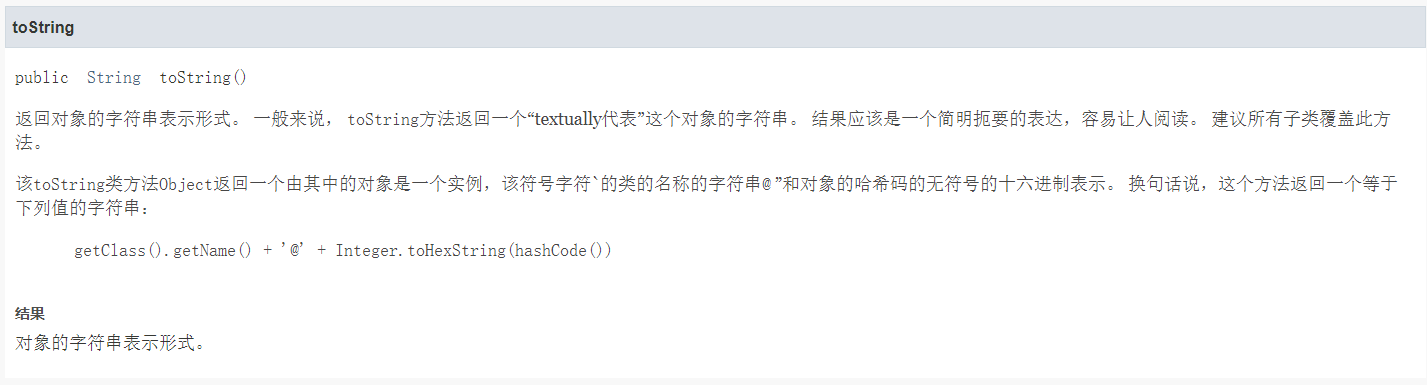 toString
public String toString()
返回对象的字符串表示形式。 一般来说， toString方法返回一个“textually代表”这个对象的字符串。 结果应该是一个简明扼要的表达，容易让人阅读。 建议所有子类覆盖此方
法。
该toString类方法Object返回一个由其中的对象是一个实例，该符号字符`的类的名称的字符串@ ”和对象的哈希码的无符号的十六进制表示。 换句话说，这个方法返回一个等于
下列值的字符串：
getClass().getName() + '@' + Integer.toHexString(hashCode())
结果
对象的字符串表示形式。